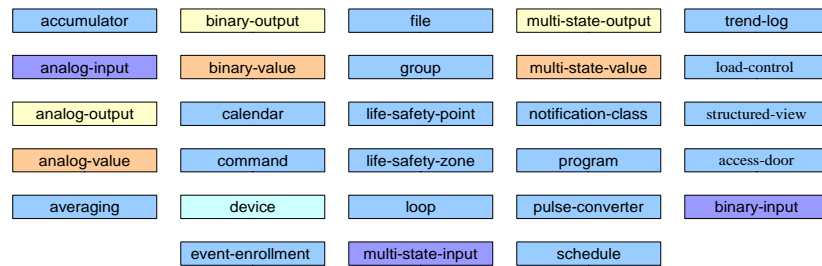 accumulator
analog-input
analog-output
analog-value
averaging
binary-output
binary-value
calendar
command
device
event-enrollment
file
group
life-safety-point
life-safety-zone
loop
multi-state-input
multi-state-output
multi-state-value
notification-class
program
pulse-converter
schedule
trend-log
load-control
structured-view
access-door
binary-input